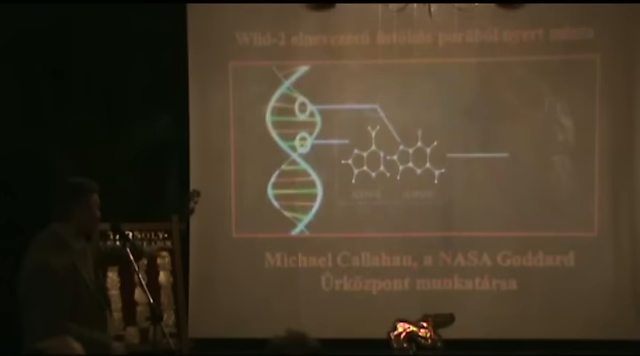 Wild-2 elnevezésű üstökös porából nyert minta
Michael Callahan, a NASA Goddard
Űrközpont munkatársa